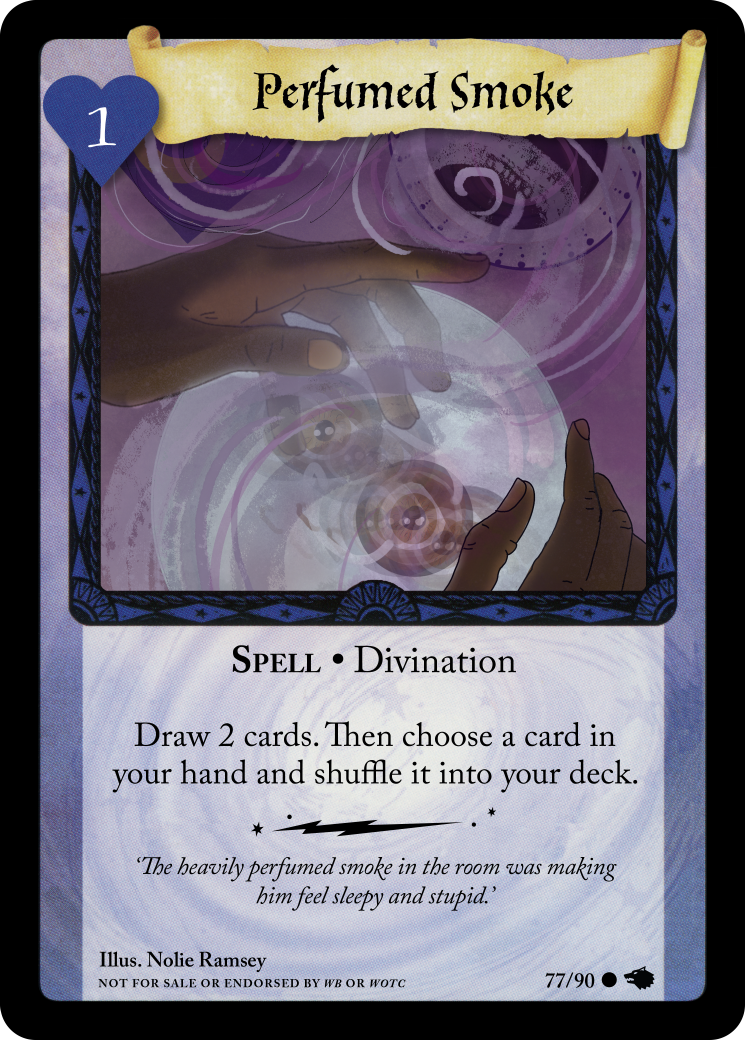 Perfumed Smoke
1
SPELL • Divination
Draw 2 cards. Then choose a card in
your hand and shuffle it into your deck.
‘The heavily perfumed smoke in the room was making
him feel sleepy and stupid.’
Illus. Nolie Ramsey
NOT FOR SALE OR ENDORSED BY WB OR WOTC
77/90